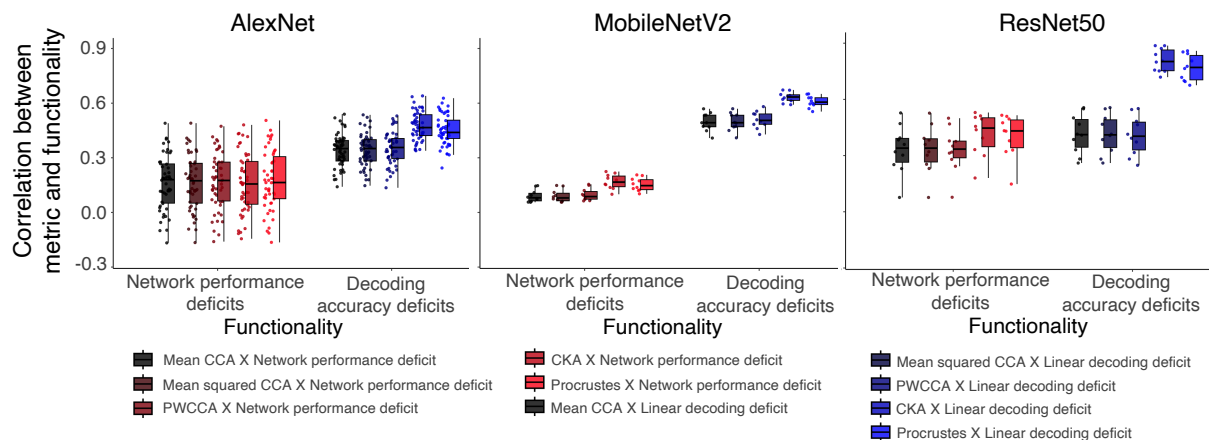 AlexNet
MobileNetV2
ResNet50
Correlation between
metric and functionality
0.9
0.6
0.3
0.0
-0.3
Network performance
deficits
Decoding
accuracy deficits
Network performance
deficits
Decoding
accuracy deficits
Network performance
deficits
Decoding
accuracy deficits
Functionality
Functionality
Functionality
Mean CCA X Network performance deficit
Mean squared CCA X Network performance deficit
PWCCA X Network performance deficit
CKA X Network performance deficit
Procrustes X Network performance deficit
Mean CCA X Linear decoding deficit
Mean squared CCA X Linear decoding deficit
PWCCA X Linear decoding deficit
CKA X Linear decoding deficit
Procrustes X Linear decoding deficit